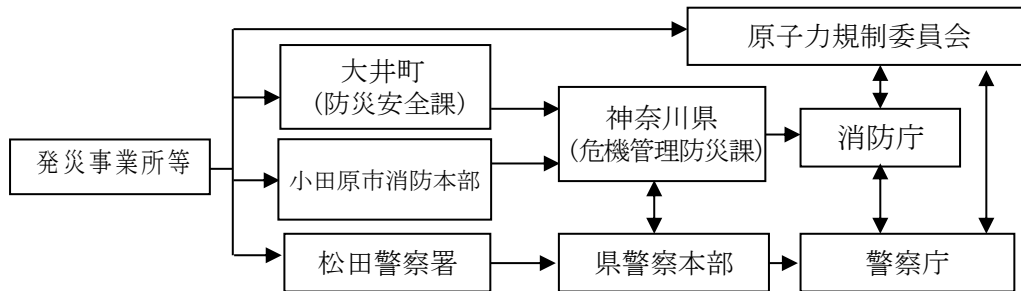 原子力規制委員会
大井町
（防災安全課）
神奈川県
（危機管理防災課）
消防庁
発災事業所等
小田原市消防本部
松田警察署
県警察本部
警察庁